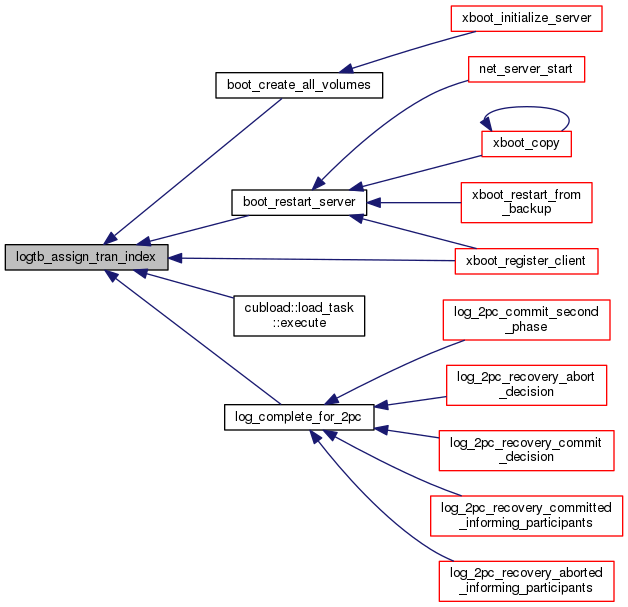 xboot_initialize_server
net_server_start
boot_create_all_volumes
xboot_copy
boot_restart_server
xboot_restart_from
_backup
logtb_assign_tran_index
xboot_register_client
cubload::load_task
::execute
log_2pc_commit_second
_phase
log_2pc_recovery_abort
_decision
log_complete_for_2pc
log_2pc_recovery_commit
_decision
log_2pc_recovery_committed
_informing_participants
log_2pc_recovery_aborted
_informing_participants